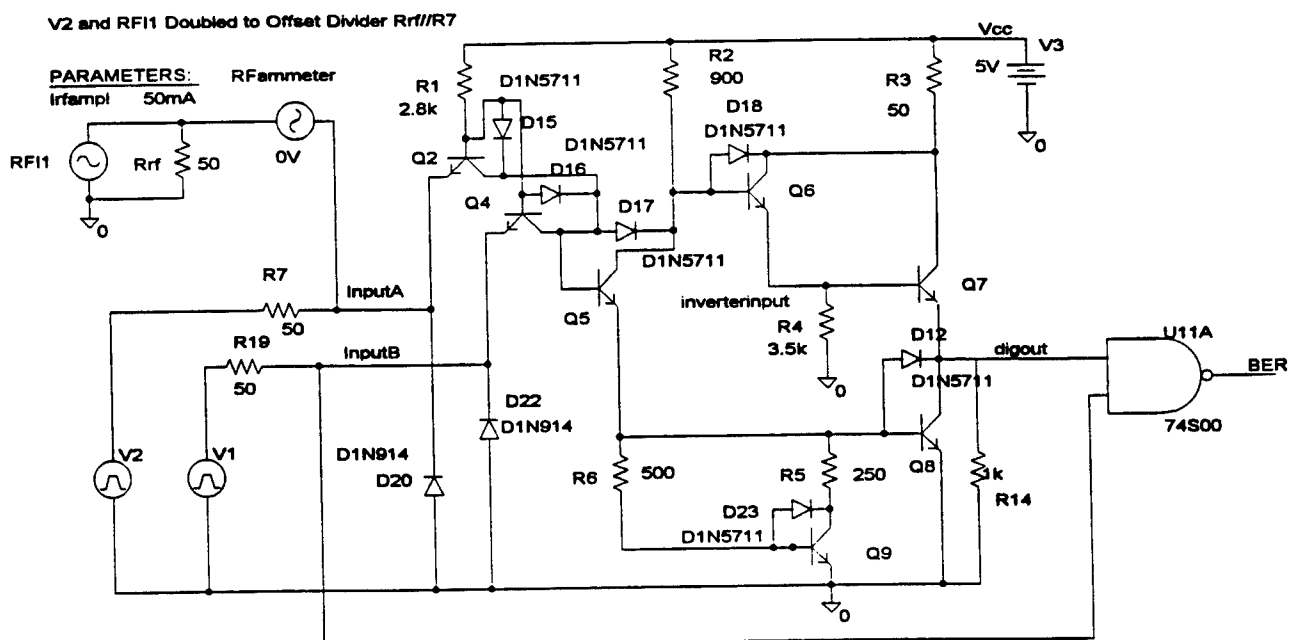 V2 and RFI1 Doubled to Offset Divider Rrf//R7
PARAMETERS:
Irfampl 50mA
RFammeter
0V
RFI1
Rrf
50
0
R1
2.8k
D1N5711
D15
D1N5711
D16
Q2
Q4
D17
D1N5711
R2
900
D18
D1N5711
Q6
Vcc
R3
50
5V
V3
0
R7
50
InputA
R19
50
InputB
Q5
inverterinput
R4
3.5k
0
Q7
D12
D1N5711
digout
U11A
BER
74S00
V2
V1
D1N914
D20
D22
D1N914
R6
500
R5
250
Q8
1k
R14
D23
D1N5711
Q9
0